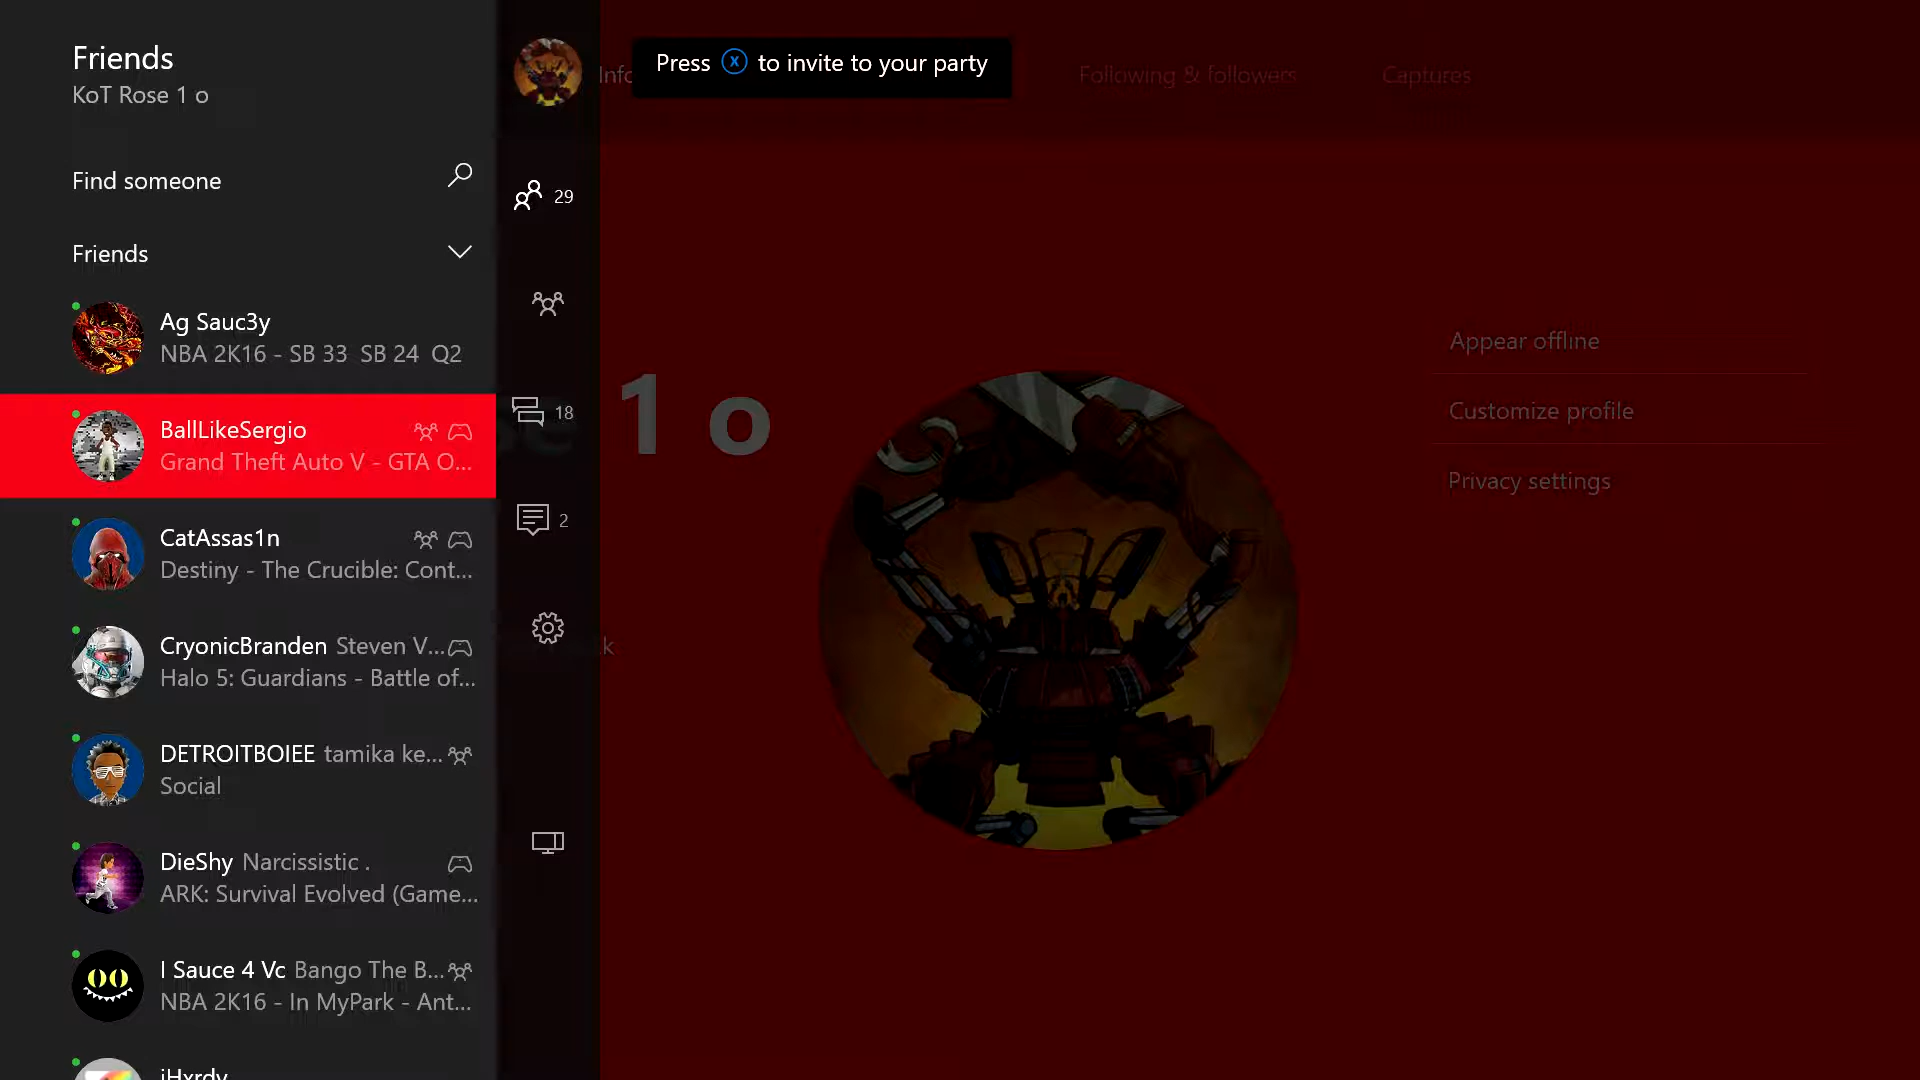 Friends
KoT Rose 1 o
Find someone
Friends
Ag Sauc3y
NBA 2K16 - SB 33 SB 24 Q2
BallLikeSergio
Grand Theft Auto V - GTA O...
CatAssas1n
Destiny - The Crucible: Cont...
CryonicBranden Steven V...
Halo 5: Guardians - Battle of...
DETROITBOIEE tamika ke...
Social
DieShy Narcissistic .
ARK: Survival Evolved (Game...
I Sauce 4 Vc Bango The B...
NBA 2K16 - In MyPark - Ant...
iHxrdy
29
18
2
Press X to invite to your party
Info
Following & followers
Captures
se 1 o
k
Appear offline
Customize profile
Privacy settings